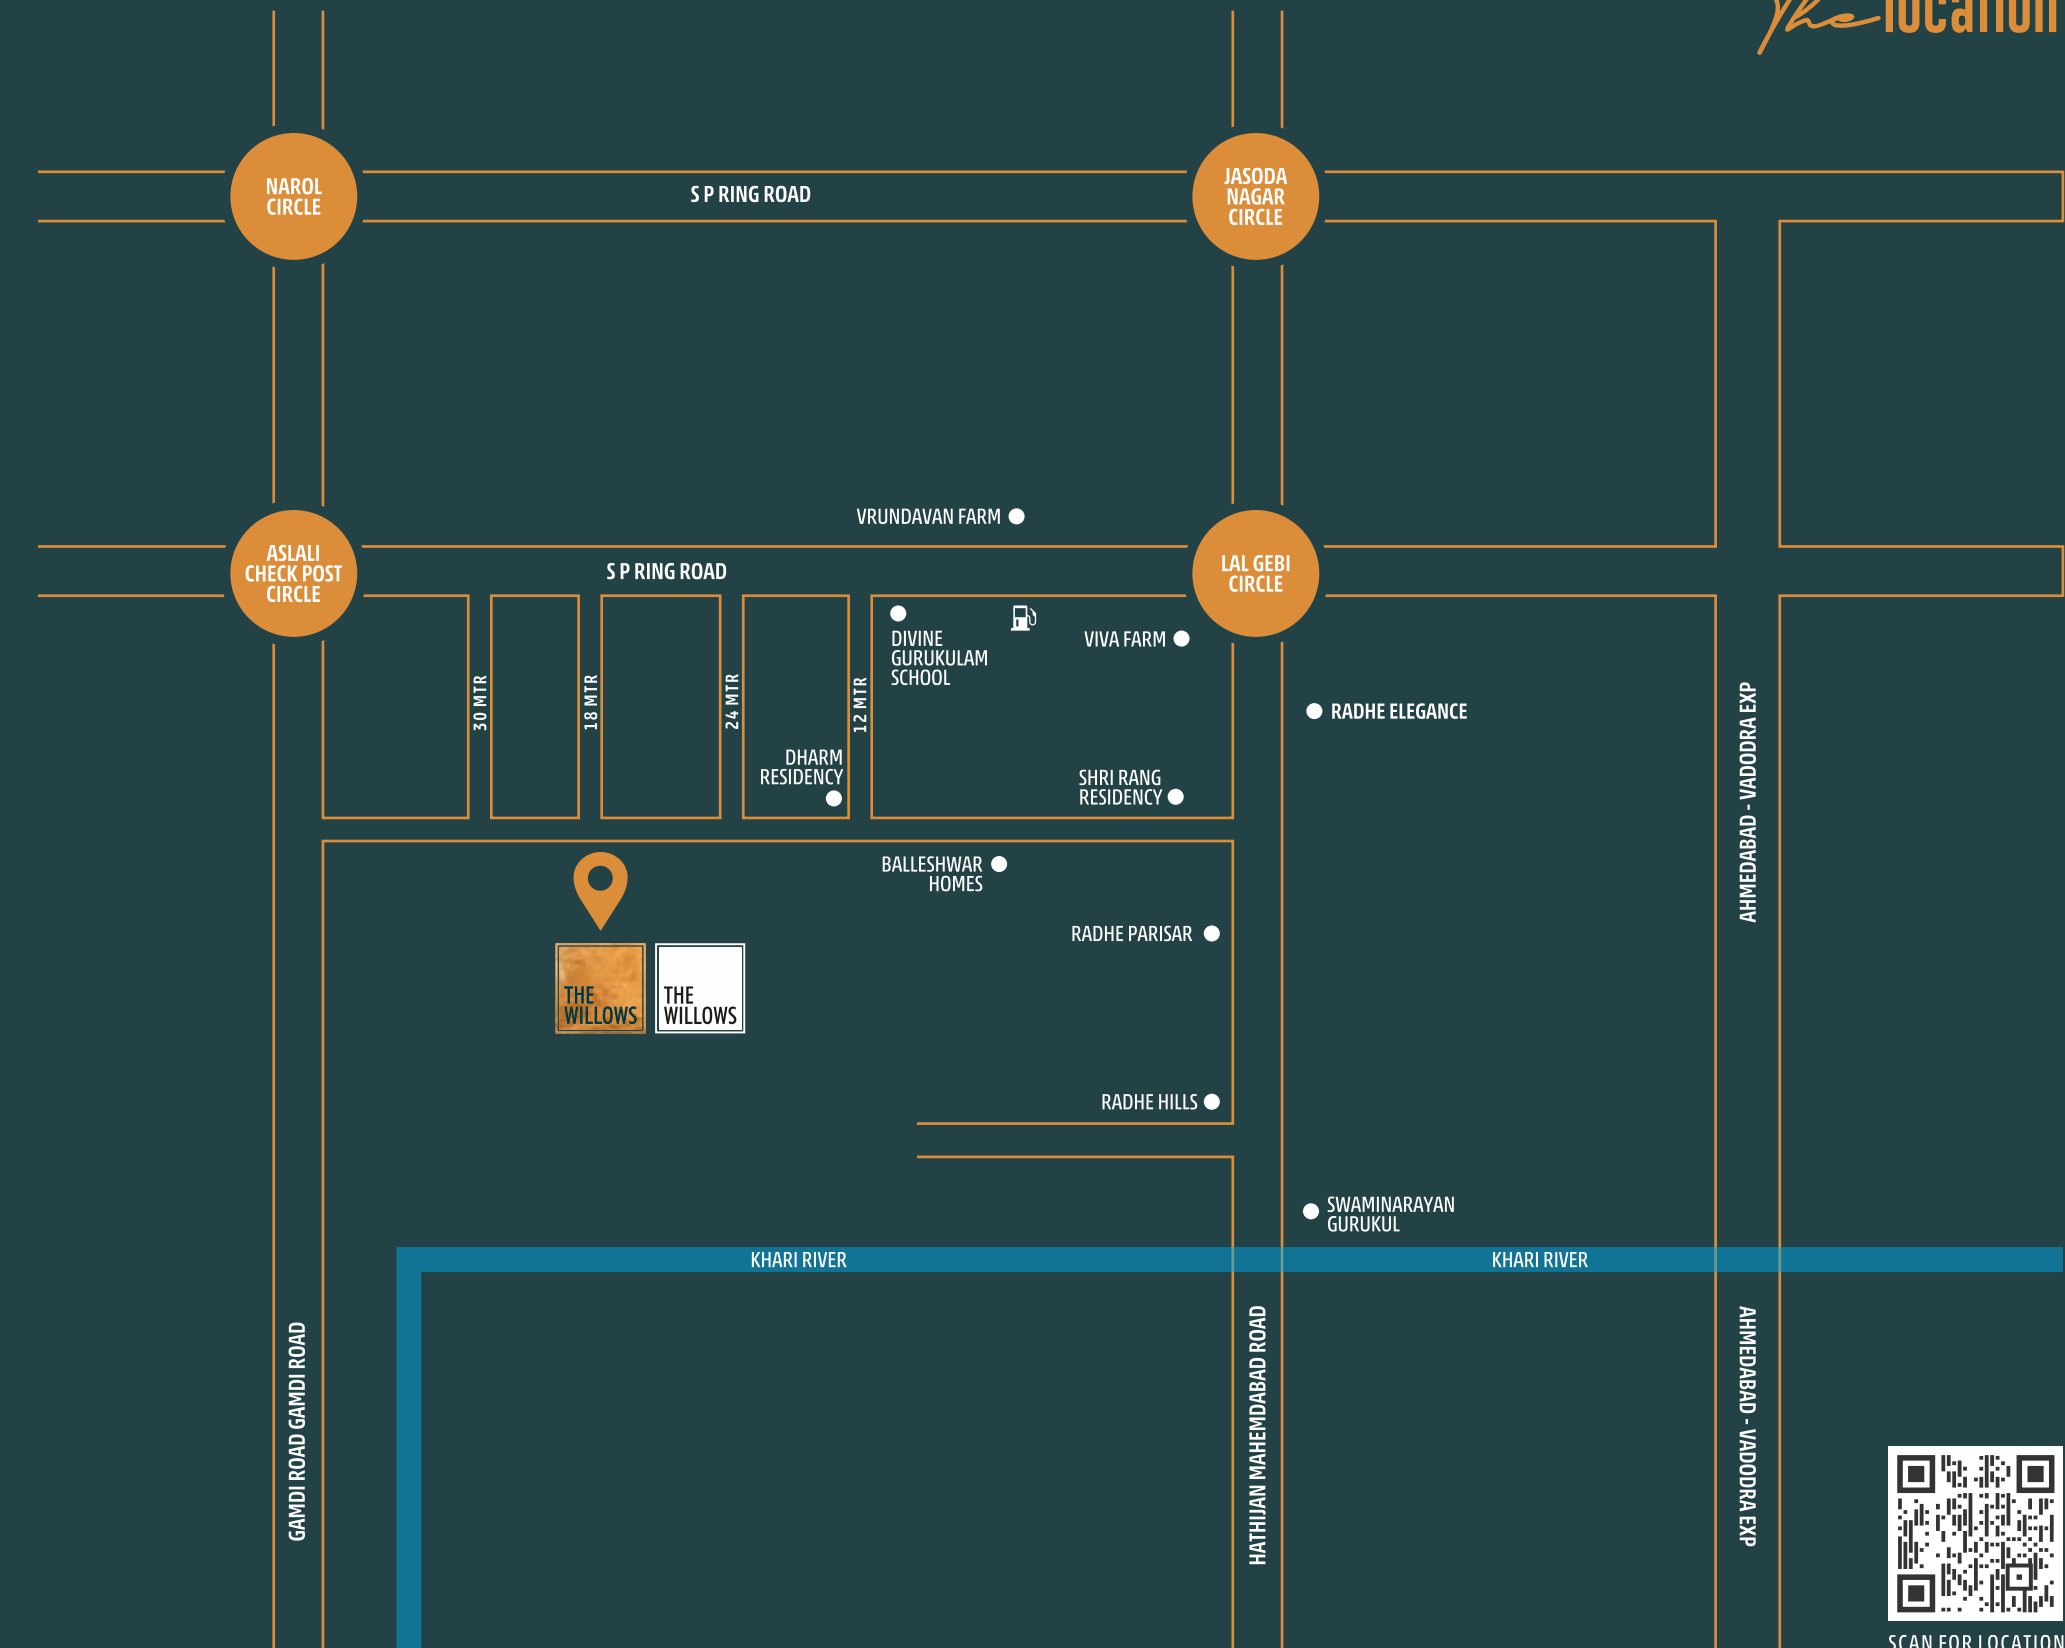 The location
NAROL
CIRCLE
S P RING ROAD
JASODA
NAGAR
CIRCLE
VRUNDAVAN FARM
ASLALI
CHECK POST
CIRCLE
S P RING ROAD
LAL GEBI
CIRCLE
30 MTR
18 MTR
24 MTR
12 MTR
DIVINE
GURUKULAM
SCHOOL
VIVA FARM
RADHE ELEGANCE
DHARM
RESIDENCY
SHRI RANG
RESIDENCY
AHMEDABAD - VADODRA EXP
BALLESHWAR
HOMES
RADHE PARISAR
THE
WILLOWS
THE
WILLOWS
RADHE HILLS
SWAMINARAYAN
GURUKUL
KHARI RIVER
KHARI RIVER
GAMDI ROAD GAMDI ROAD
HATHIJAN MAHEMDABAD ROAD
AHMEDABAD - VADODRA EXP
SCAN FOR LOCATION